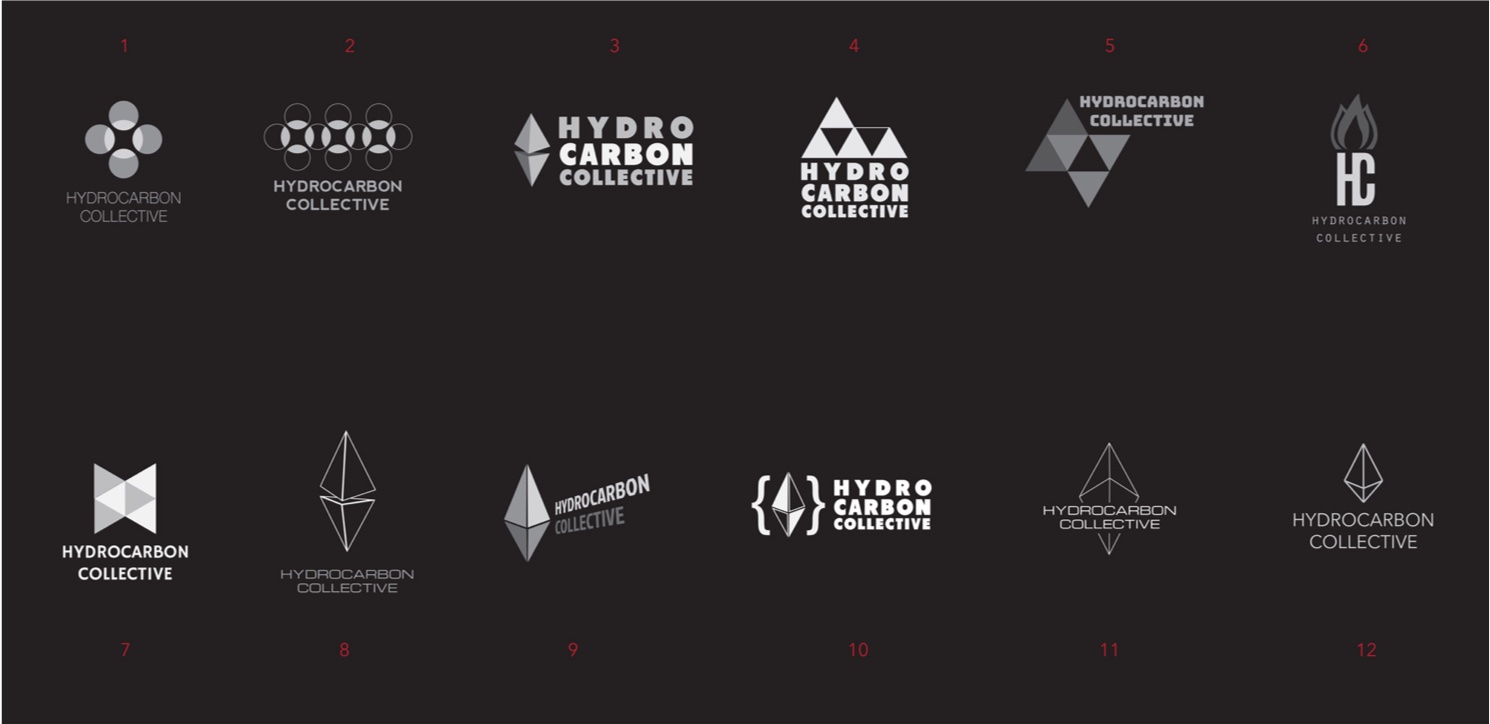 1
2
3
4
5
6
HYDROCARBON
COLLECTIVE
HYDROCARBON
COLLECTIVE
HYDRO
CARBON
COLLECTIVE
HYDRO
CARBON
COLLECTIVE
HYDROCARBON
COLLECTIVE
HC
HYDROCARBON
COLLECTIVE
HYDROCARBON
COLLECTIVE
HYDROCARBON
COLLECTIVE
HYDROCARBON
COLLECTIVE
{ }
HYDRO
CARBON
COLLECTIVE
HYDROCARBON
COLLECTIVE
HYDROCARBON
COLLECTIVE
7
8
9
10
11
12